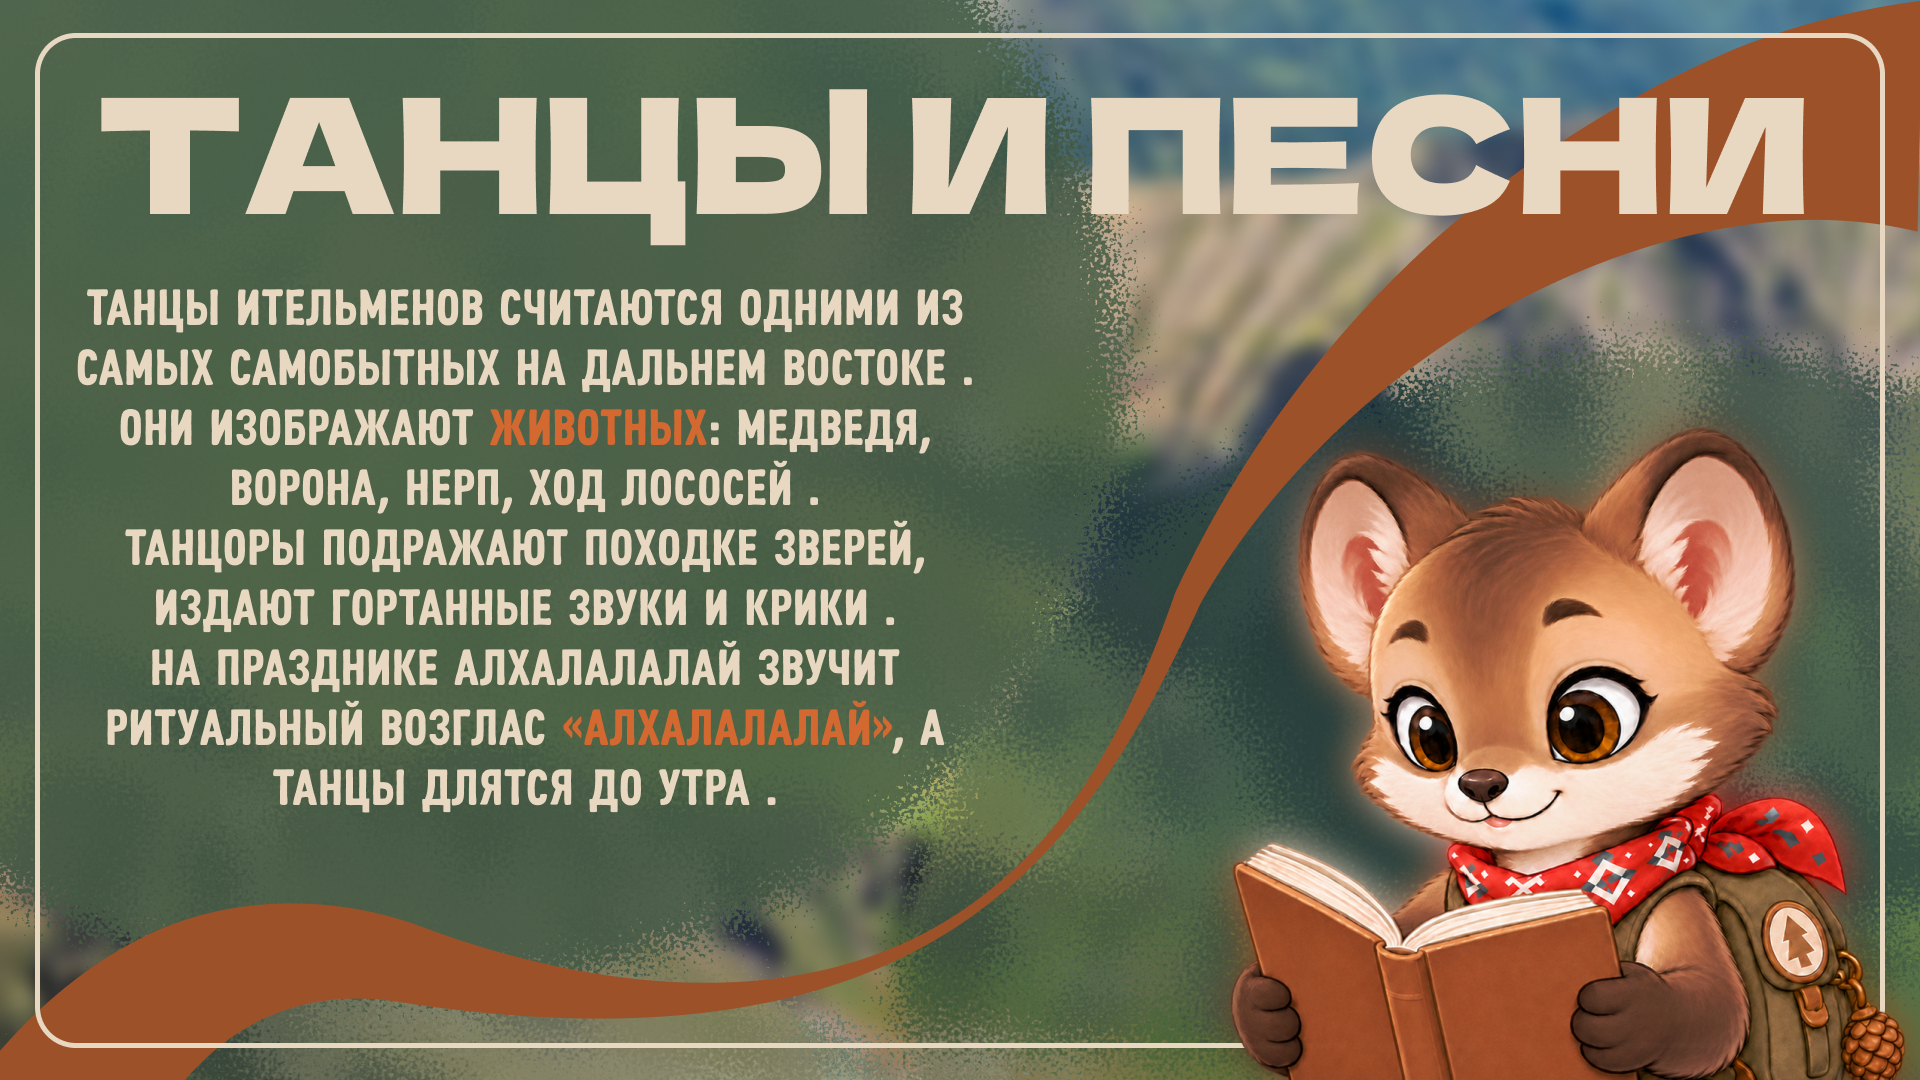 ТАНЦЫ И ПЕСНИ
ТАНЦЫ ИТЕЛЬМЕНОВ СЧИТАЮТСЯ ОДНИМИ ИЗ
САМЫХ САМОБЫТНЫХ НА ДАЛЬНЕМ ВОСТОКЕ .
ОНИ ИЗОБРАЖАЮТ ЖИВОТНЫХ: МЕДВЕДЯ,
ВОРОНА, НЕРП, ХОД ЛОСОСЕЙ .
ТАНЦОРЫ ПОДРАЖАЮТ ПОХОДКЕ ЗВЕРЕЙ,
ИЗДАЮТ ГОРТАННЫЕ ЗВУКИ И КРИКИ .
НА ПРАЗДНИКЕ АЛХАЛАЛАЛАЙ ЗВУЧИТ
РИТУАЛЬНЫЙ ВОЗГЛАС «АЛХАЛАЛАЛАЙ», А
ТАНЦЫ ДЛЯТСЯ ДО УТРА .